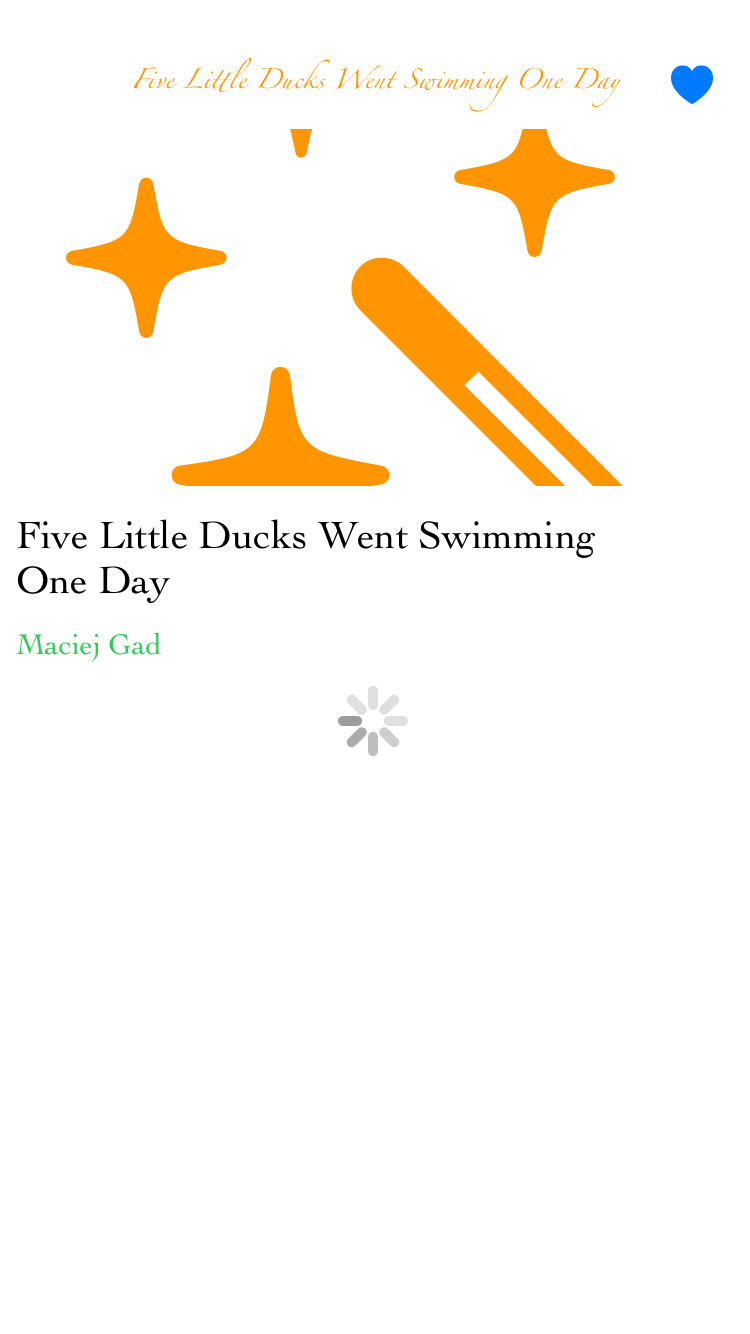 Five Little Ducks Went Swimming One Day
Five Little Ducks Went Swimming
One Day
Maciej Gad